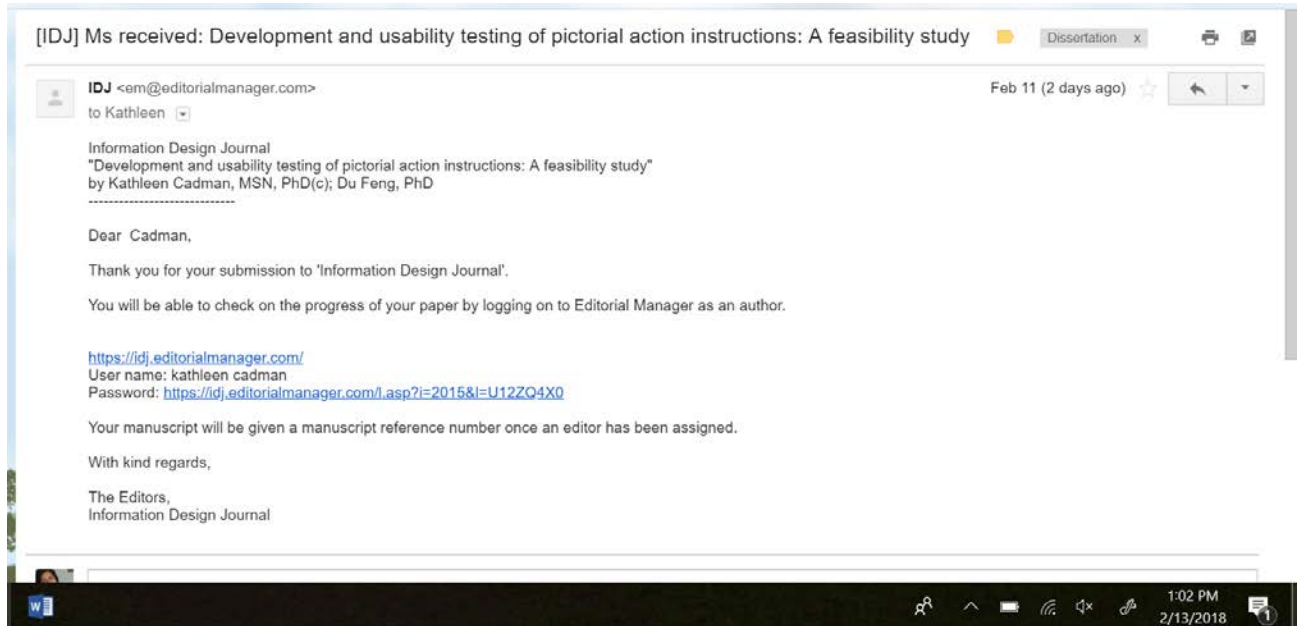 [IDJ] Ms received: Development and usability testing of pictorial action instructions: A feasibility study Dissertation x
IDJ <em@editorialmanager.com> Feb 11 (2 days ago)
to Kathleen
Information Design Journal
"Development and usability testing of pictorial action instructions: A feasibility study"
by Kathleen Cadman, MSN, PhD(c); Du Feng, PhD
-----------------------------
Dear  Cadman,
Thank you for your submission to 'Information Design Journal'.
You will be able to check on the progress of your paper by logging on to Editorial Manager as an author.
https://idj.editorialmanager.com/
User name: kathleen cadman
Password: https://idj.editorialmanager.com/l.asp?i=2015&l=U12ZQ4X0
Your manuscript will be given a manuscript reference number once an editor has been assigned.
With kind regards,
The Editors,
Information Design Journal
W
1:02 PM
2/13/2018
1